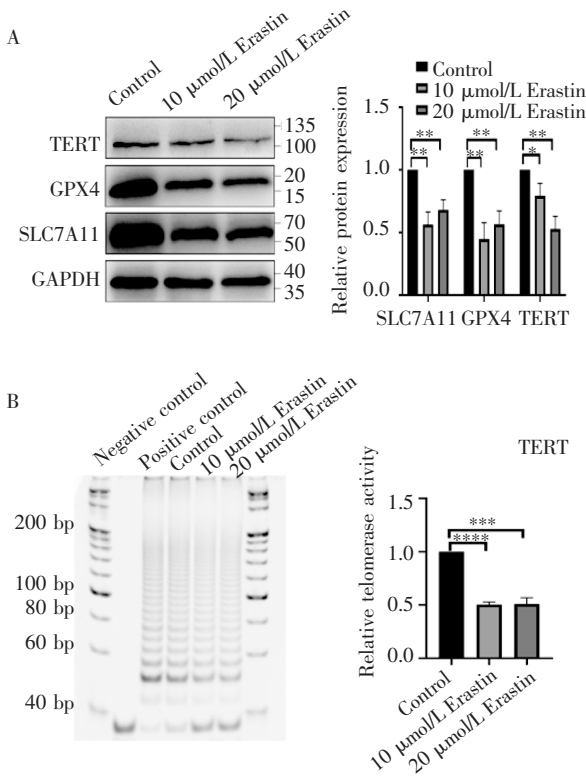 A
Control
10 μmol/L Erastin
20 μmol/L Erastin
TERT
135
100
GPX4
20
15
SLC7A11
70
50
GAPDH
40
35
Control
10 μmol/L Erastin
20 μmol/L Erastin
Relative protein expression
1.5
1.0
0.5
0.0
**
**
**
**
**
*
SLC7A11 GPX4 TERT
B
Negative control
Positive control
Control
10 μmol/L Erastin
20 μmol/L Erastin
200 bp
100 bp
80 bp
60 bp
40 bp
TERT
Relative telomerase activity
1.5
1.0
0.5
0.0
***
****
Control
10 μmol/L Erastin
20 μmol/L Erastin